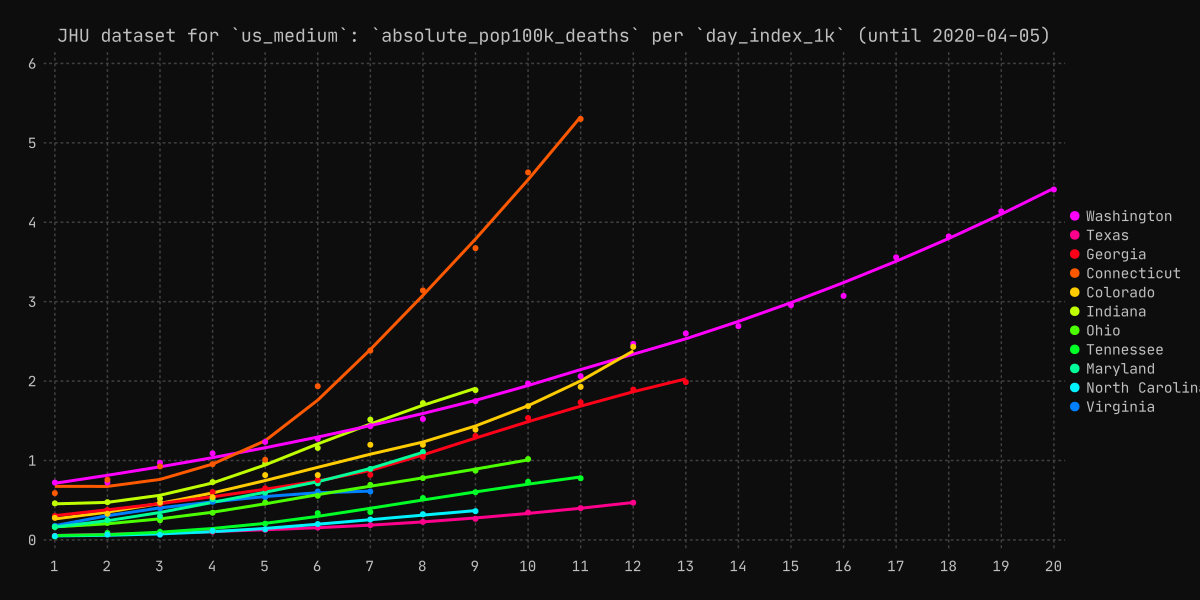 JHU dataset for `us_medium`: `absolute_pop100k_deaths` per `day_index_1k` (until 2020-04-05)
6
5
4
3
2
1
0
1 2 3 4 5 6 7 8 9 10 11 12 13 14 15 16 17 18 19 20
Washington
Texas
Georgia
Connecticut
Colorado
Indiana
Ohio
Tennessee
Maryland
North Carolina
Virginia